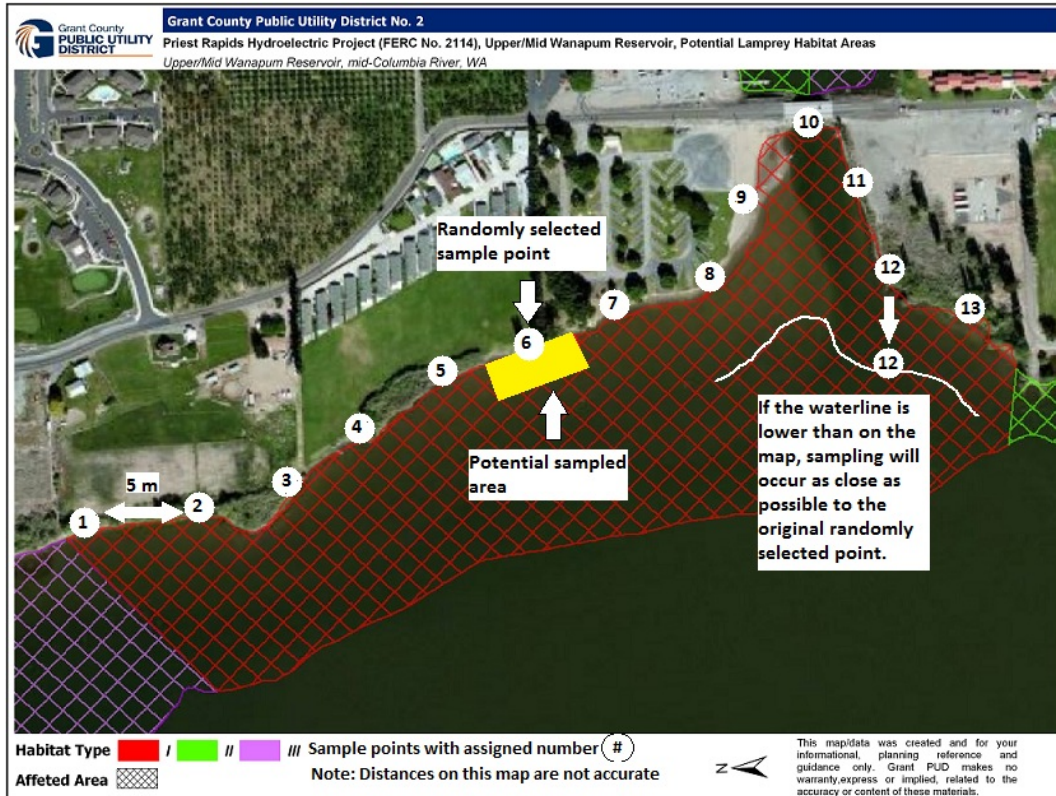 Grant County
PUBLIC UTILITY
DISTRICT
Grant County Public Utility District No. 2
Priest Rapids Hydroelectric Project (FERC No. 2114), Upper/Mid Wanapum Reservoir, Potential Lamprey Habitat Areas
Upper/Mid Wanapum Reservoir, mid-Columbia River, WA
10
11
9
Randomly selected
sample point
12
8
7
13
6
12
5
If the waterline is
lower than on the
map, sampling will
occur as close as
possible to the
original randomly
selected point.
4
Potential sampled
area
3
5 m
2
1
Habitat Type / // /// Sample points with assigned number #
Affeted Area
Note: Distances on this map are not accurate
N
This map/data was created and for your
informational, planning reference and
guidance only. Grant PUD makes no
warranty,express or implied, related to the
accuracy or content of these materials.